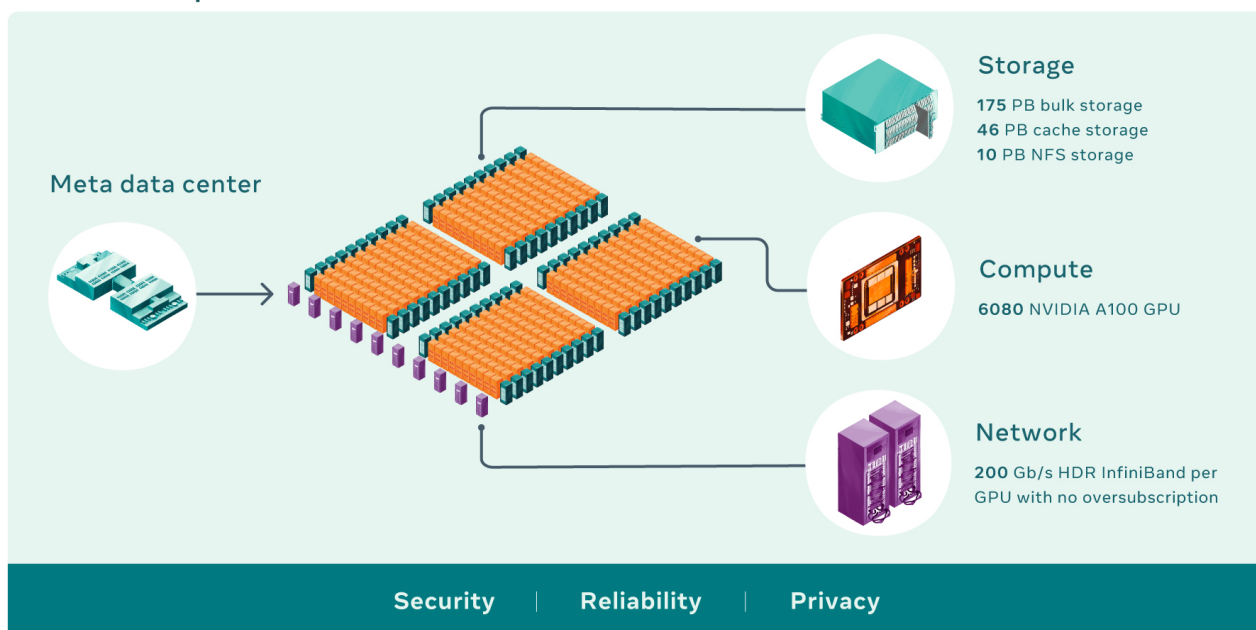 Meta data center
Storage
175 PB bulk storage
46 PB cache storage
10 PB NFS storage
Compute
6080 NVIDIA A100 GPU
Network
200 Gb/s HDR InfiniBand per
GPU with no oversubscription
Security | Reliability | Privacy